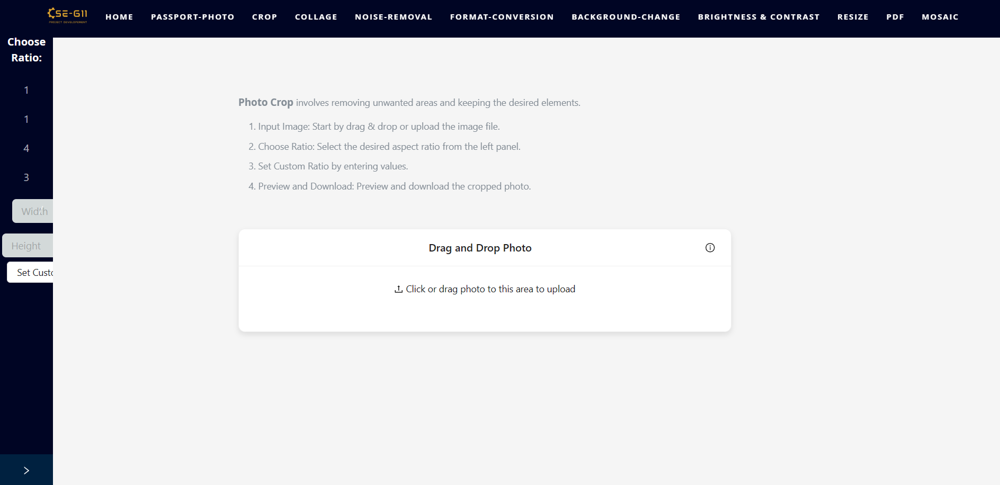 CSE-G11
PROJECT DEVELOPEMENT
HOME PASSPORT-PHOTO CROP COLLAGE NOISE-REMOVAL FORMAT-CONVERSION BACKGROUND-CHANGE BRIGHTNESS & CONTRAST RESIZE PDF MOSAIC
Choose
Ratio:
1
1
4
3
Width /
Height
Set Custo
Photo Crop involves removing unwanted areas and keeping the desired elements.
1. Input Image: Start by drag & drop or upload the image file.
2. Choose Ratio: Select the desired aspect ratio from the left panel.
3. Set Custom Ratio by entering values.
4. Preview and Download: Preview and download the cropped photo.
Drag and Drop Photo
Click or drag photo to this area to upload